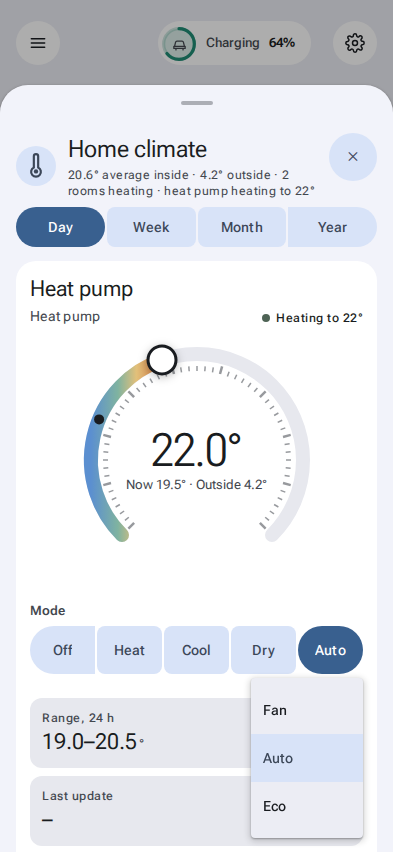 Charging 64%
Home climate
20.6° average inside · 4.2° outside · 2
rooms heating · heat pump heating to 22°
Day Week Month Year
Heat pump
Heat pump
Heating to 22°
22.0°
Now 19.5° · Outside 4.2°
Mode
Off Heat Cool Dry Auto
Range, 24 h
19.0–20.5°
Last update
–
Fan
Auto
Eco